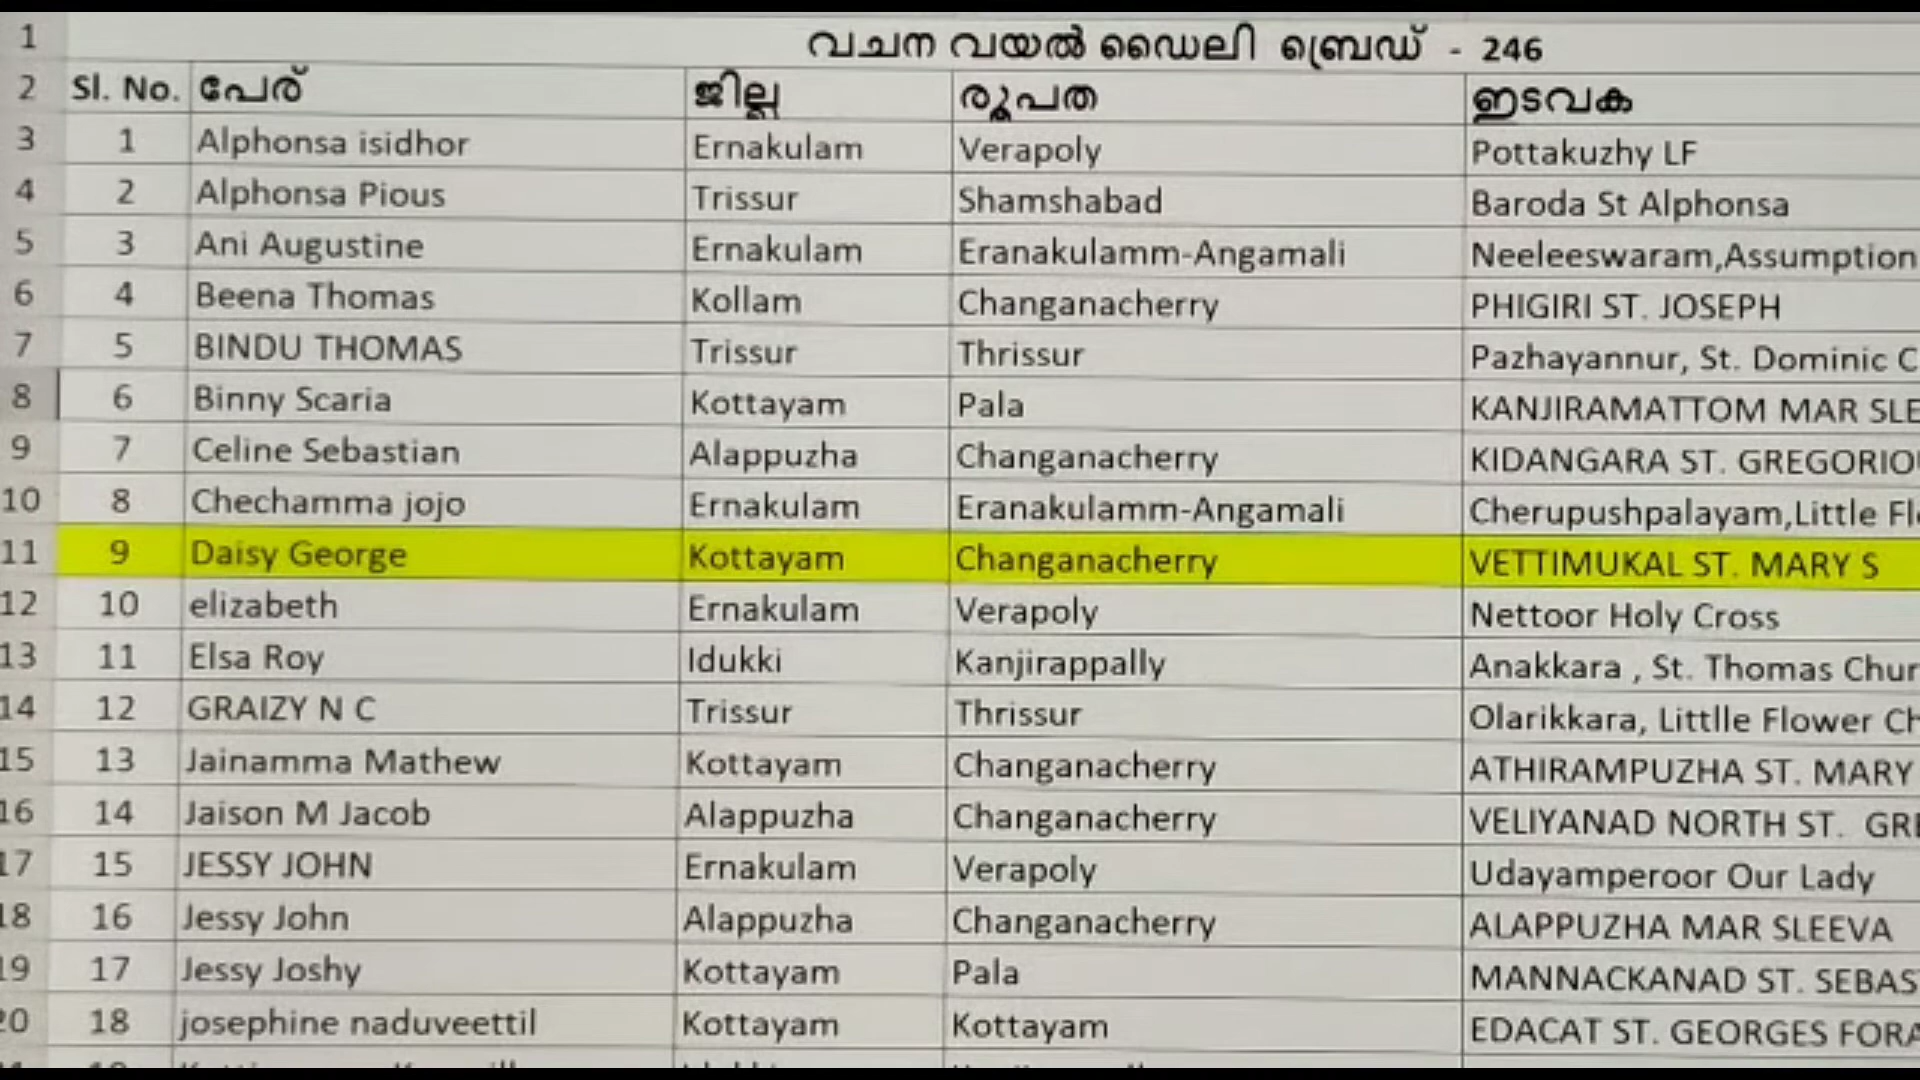 1 വചന വയൽ ഡൈലി ബ്രെഡ് - 246
2 Sl. No. പേര് ജില്ല രൂപത ഇടവക
3 1 Alphonsa isidhor Ernakulam Verapoly Pottakuzhy LF
4 2 Alphonsa Pious Trissur Shamshabad Baroda St Alphonsa
5 3 Ani Augustine Ernakulam Eranakulamm-Angamali Neeleeswaram,Assumption
6 4 Beena Thomas Kollam Changanacherry PHIGIRI ST. JOSEPH
7 5 BINDU THOMAS Trissur Thrissur Pazhayannur, St. Dominic C
8 6 Binny Scaria Kottayam Pala KANJIRAMATTOM MAR SLE
9 7 Celine Sebastian Alappuzha Changanacherry KIDANGARA ST. GREGORIO
10 8 Chechamma jojo Ernakulam Eranakulamm-Angamali Cherupushpalayam,Little Fl
11 9 Daisy George Kottayam Changanacherry VETTIMUKAL ST. MARY S
12 10 elizabeth Ernakulam Verapoly Nettoor Holy Cross
13 11 Elsa Roy Idukki Kanjirappally Anakkara , St. Thomas Chur
14 12 GRAIZY N C Trissur Thrissur Olarikkara, Littlle Flower Ch
15 13 Jainamma Mathew Kottayam Changanacherry ATHIRAMPUZHA ST. MARY
16 14 Jaison M Jacob Alappuzha Changanacherry VELIYANAD NORTH ST. GRE
17 15 JESSY JOHN Ernakulam Verapoly Udayamperoor Our Lady
18 16 Jessy John Alappuzha Changanacherry ALAPPUZHA MAR SLEEVA
19 17 Jessy Joshy Kottayam Pala MANNACKANAD ST. SEBAS
20 18 josephine naduveettil Kottayam Kottayam EDACAT ST. GEORGES FORA